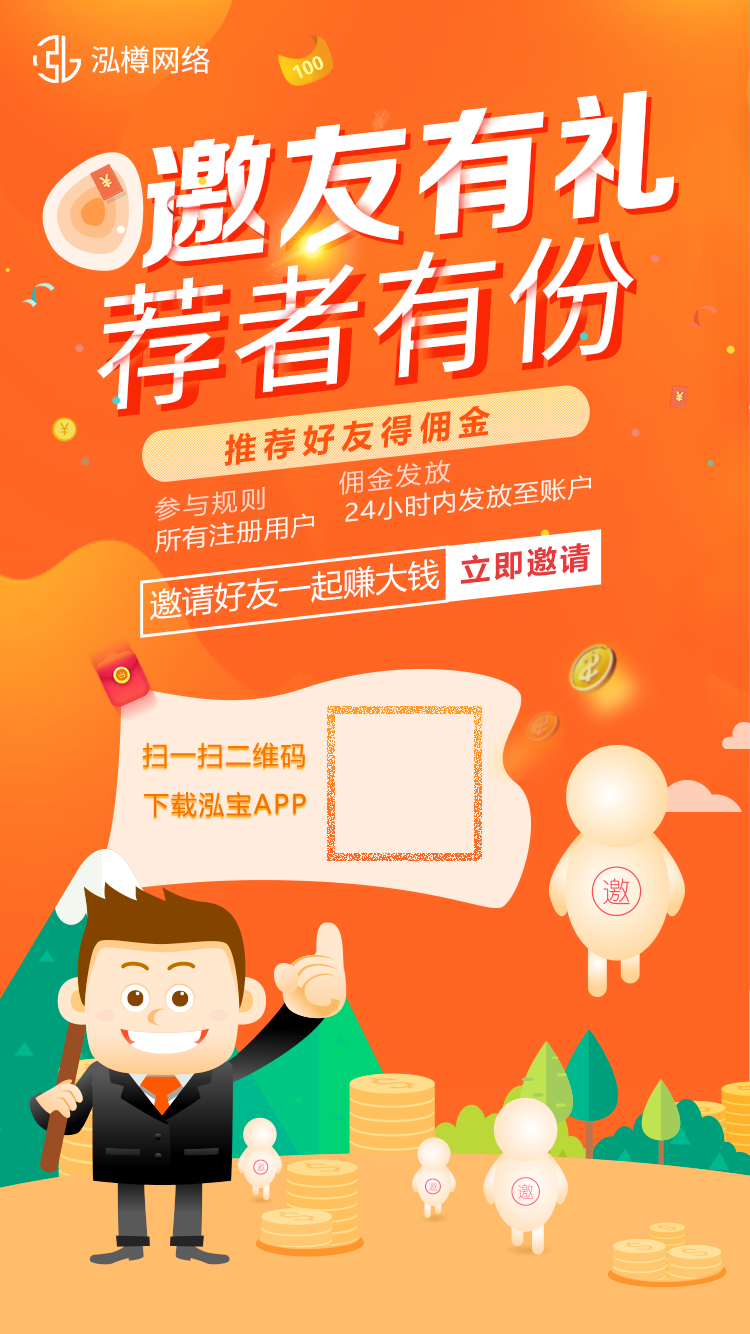 泓樽网络
100
邀友有礼
荐者有份
推荐好友得佣金
参与规则
所有注册用户
佣金发放
24小时内发放至账户
邀请好友一起赚大钱
立即邀请
扫一扫二维码
下载泓宝APP
邀
邀
邀
邀